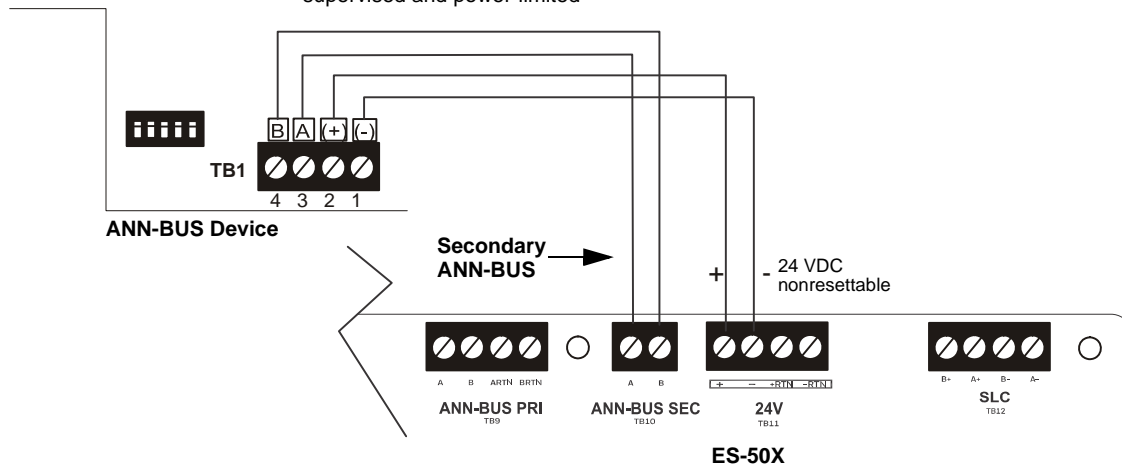 supervised and power limited
B A (+) (-)
TB1
4 3 2 1
ANN-BUS Device
Secondary
ANN-BUS
+ - 24 VDC
nonresettable
A B ARTN BRTN
ANN-BUS PRI
TB9
A B
ANN-BUS SEC
TB10
+ − +RTN −RTN
24V
TB11
B+ A+ B- A-
SLC
TB12
ES-50X